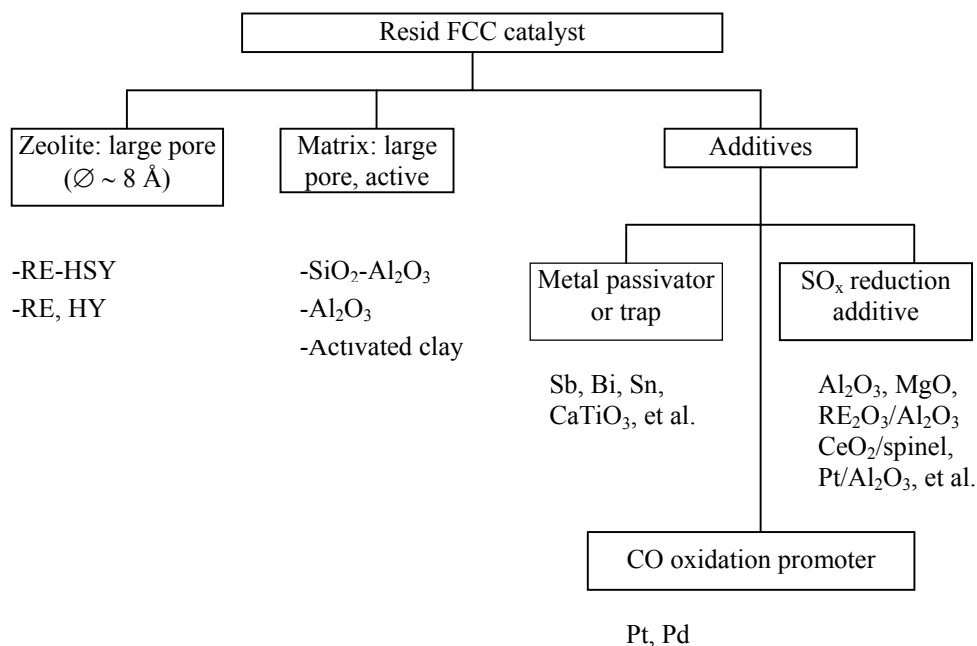 Resid FCC catalyst
Zeolite: large pore
(∅ ~ 8 Å)
Matrix: large
pore, active
Additives
-RE-HSY
-RE, HY
-SiO₂-Al₂O₃
-Al₂O₃
-Activated clay
Metal passivator
or trap
SOₓ reduction
additive
Sb, Bi, Sn,
CaTiO₃, et al.
Al₂O₃, MgO,
RE₂O₃/Al₂O₃
CeO₂/spinel,
Pt/Al₂O₃, et al.
CO oxidation promoter
Pt, Pd